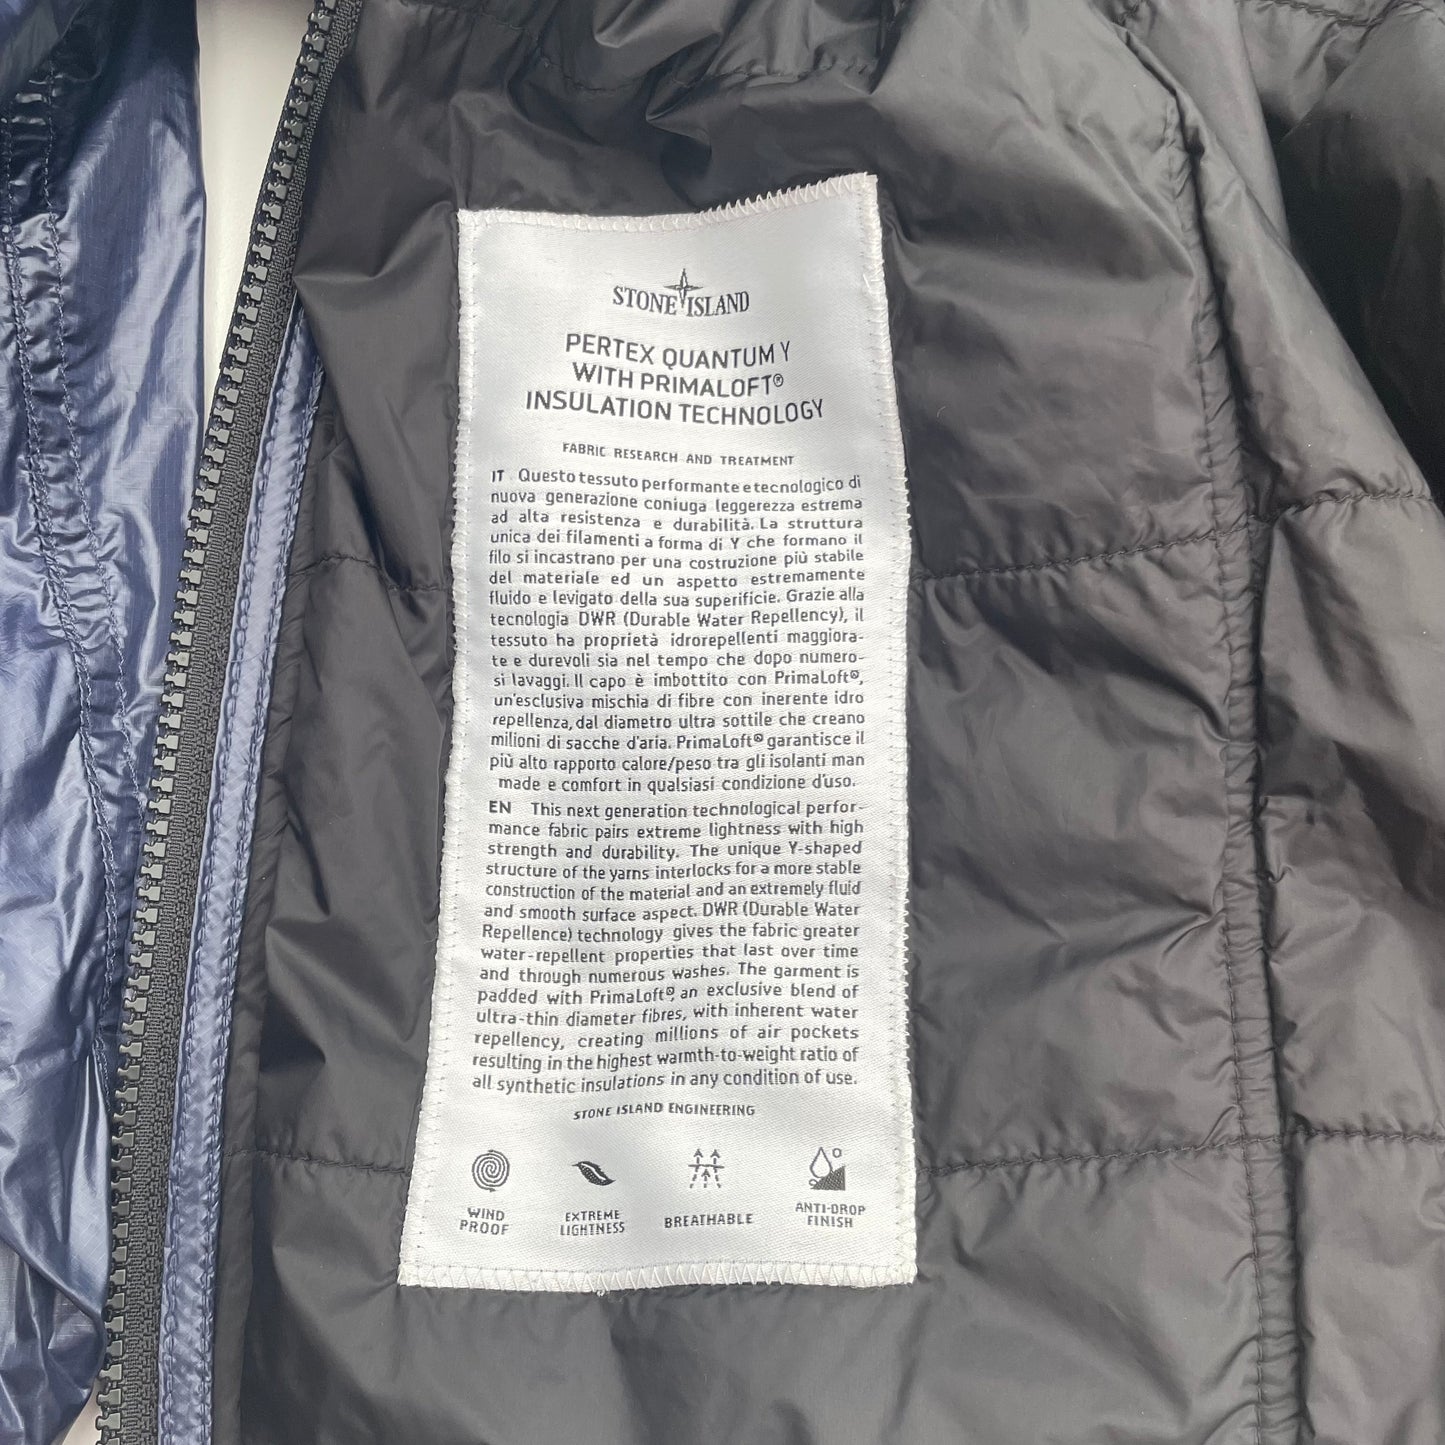 STONE ISLAND
PERTEX QUANTUM Y
WITH PRIMALOFT®
INSULATION TECHNOLOGY
FABRIC RESEARCH AND TREATMENT
IT Questo tessuto performante e tecnologico di
nuova generazione coniuga leggerezza estrema
ad alta resistenza e durabilità. La struttura
unica dei filamenti a forma di Y che formano il
filo si incastrano per una costruzione più stabile
del materiale ed un aspetto estremamente
fluido e levigato della sua superficie. Grazie alla
tecnologia DWR (Durable Water Repellency), il
tessuto ha proprietà idrorepellenti maggiora-
te e durevoli sia nel tempo che dopo numero-
si lavaggi. Il capo è imbottito con PrimaLoft®,
un'esclusiva mischia di fibre con inerente idro
repellenza, dal diametro ultra sottile che creano
milioni di sacche d'aria. PrimaLoft® garantisce il
più alto rapporto calore/peso tra gli isolanti man
made e comfort in qualsiasi condizione d'uso.
EN This next generation technological perfor-
mance fabric pairs extreme lightness with high
strength and durability. The unique Y-shaped
structure of the yarns interlocks for a more stable
construction of the material and an extremely fluid
and smooth surface aspect. DWR (Durable Water
Repellence) technology gives the fabric greater
water-repellent properties that last over time
and through numerous washes. The garment is
padded with PrimaLoft®, an exclusive blend of
ultra-thin diameter fibres, with inherent water
repellency, creating millions of air pockets
resulting in the highest warmth-to-weight ratio of
all synthetic insulations in any condition of use.
STONE ISLAND ENGINEERING
WIND
PROOF
EXTREME
LIGHTNESS
BREATHABLE
ANTI-DROP
FINISH